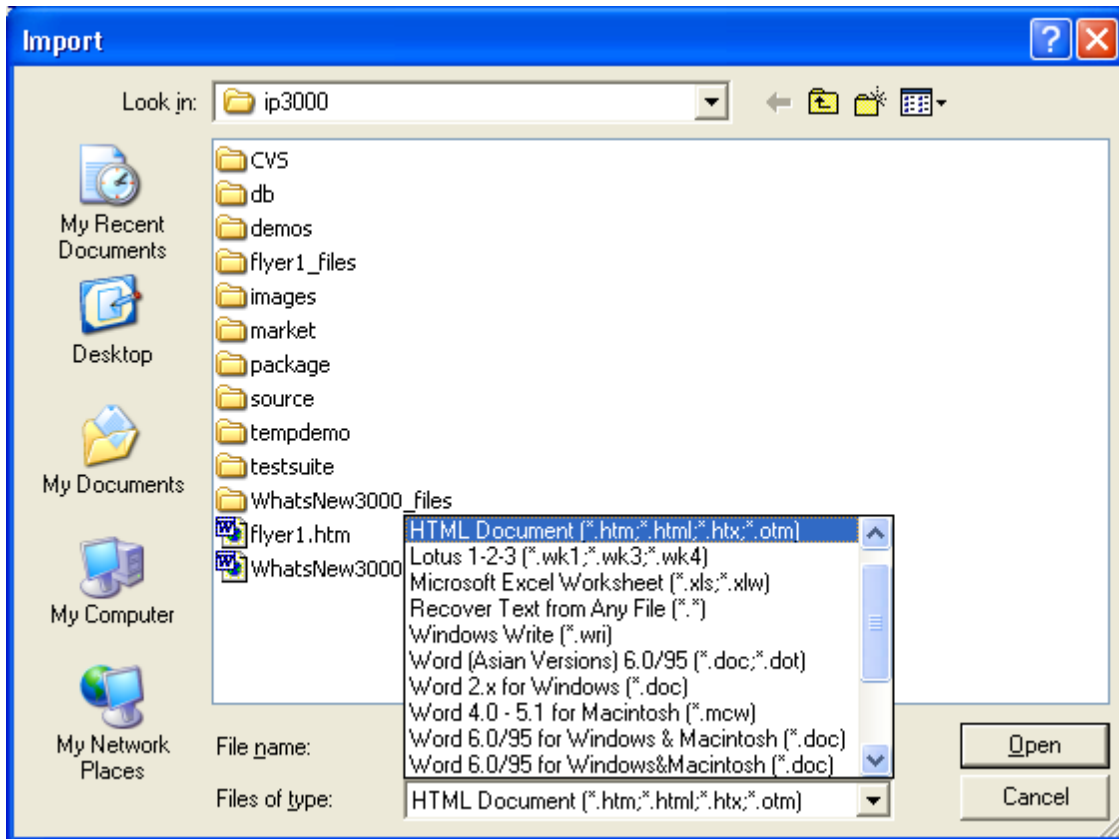 Import
Look in:
ip3000
My Recent
Documents
Desktop
My Documents
My Computer
My Network
Places
CVS
db
demos
flyer1_files
images
market
package
source
tempdemo
testsuite
WhatsNew3000_files
flyer1.htm
WhatsNew3000
HTML Document (*.htm;*.html;*.htx;*.otm)
Lotus 1-2-3 (*.wk1;*.wk3;*.wk4)
Microsoft Excel Worksheet (*.xls;*.xlw)
Recover Text from Any File (*.*)
Windows Write (*.wri)
Word (Asian Versions) 6.0/95 (*.doc;*.dot)
Word 2.x for Windows (*.doc)
Word 4.0 - 5.1 for Macintosh (*.mcw)
Word 6.0/95 for Windows & Macintosh (*.doc)
Word 6.0/95 for Windows&Macintosh (*.doc)
File name:
Open
Files of type:
HTML Document (*.htm;*.html;*.htx;*.otm)
Cancel